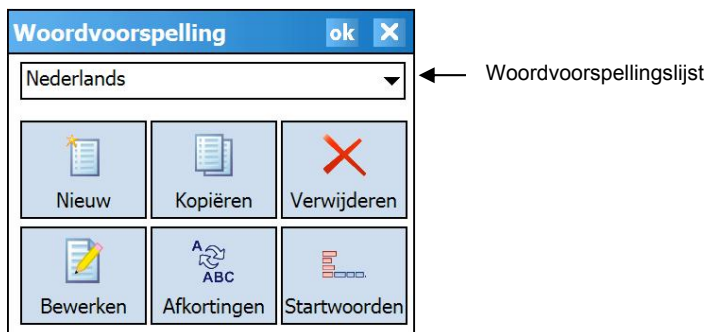 Woordvoorspelling ok
Nederlands
Woordvoorspellingslijst
Nieuw Kopiëren Verwijderen
A
ABC
Bewerken Afkortingen Startwoorden